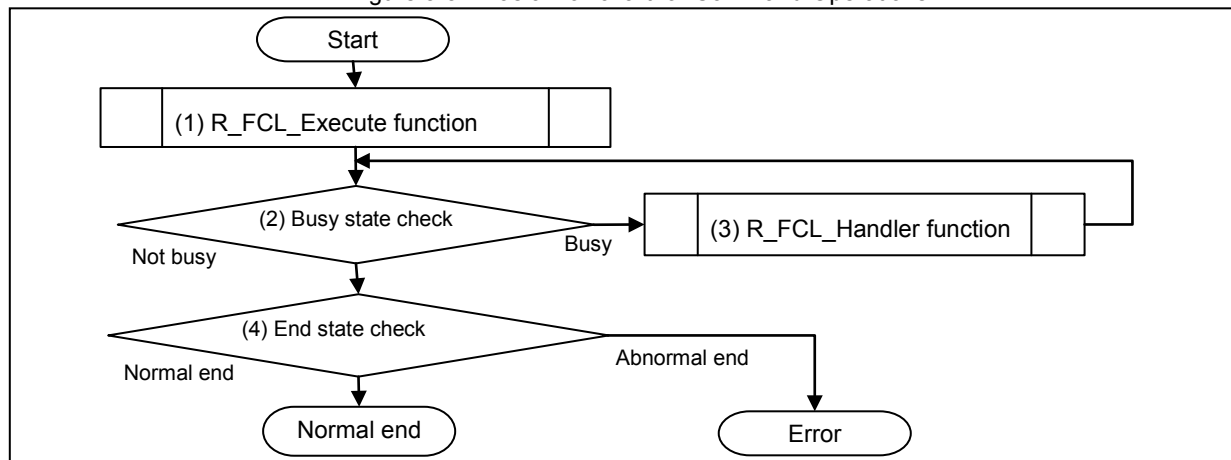 Start
(1) R_FCL_Execute function
(2) Busy state check
(3) R_FCL_Handler function
Not busy
Busy
(4) End state check
Normal end
Abnormal end
Normal end
Error